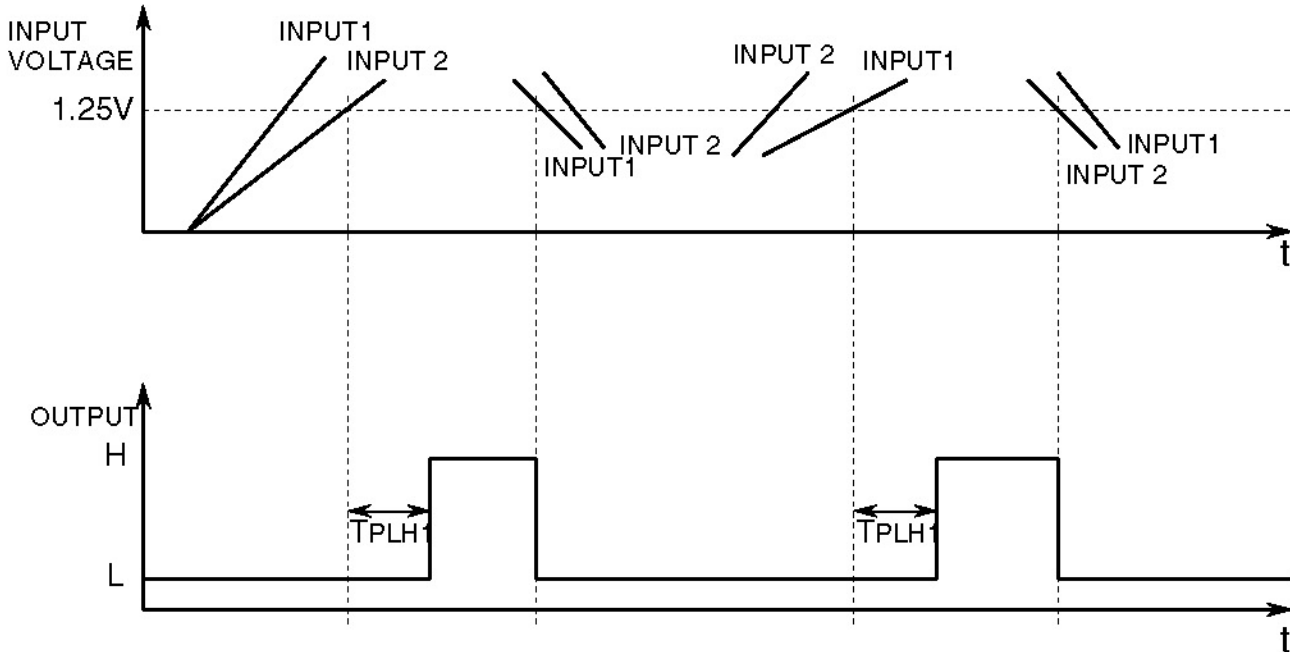 INPUT
VOLTAGE
1.25V
INPUT1
INPUT 2
INPUT1
INPUT 2
INPUT 2
INPUT1
INPUT1
INPUT 2
t
OUTPUT
H
L
TPLH1
TPLH1
t